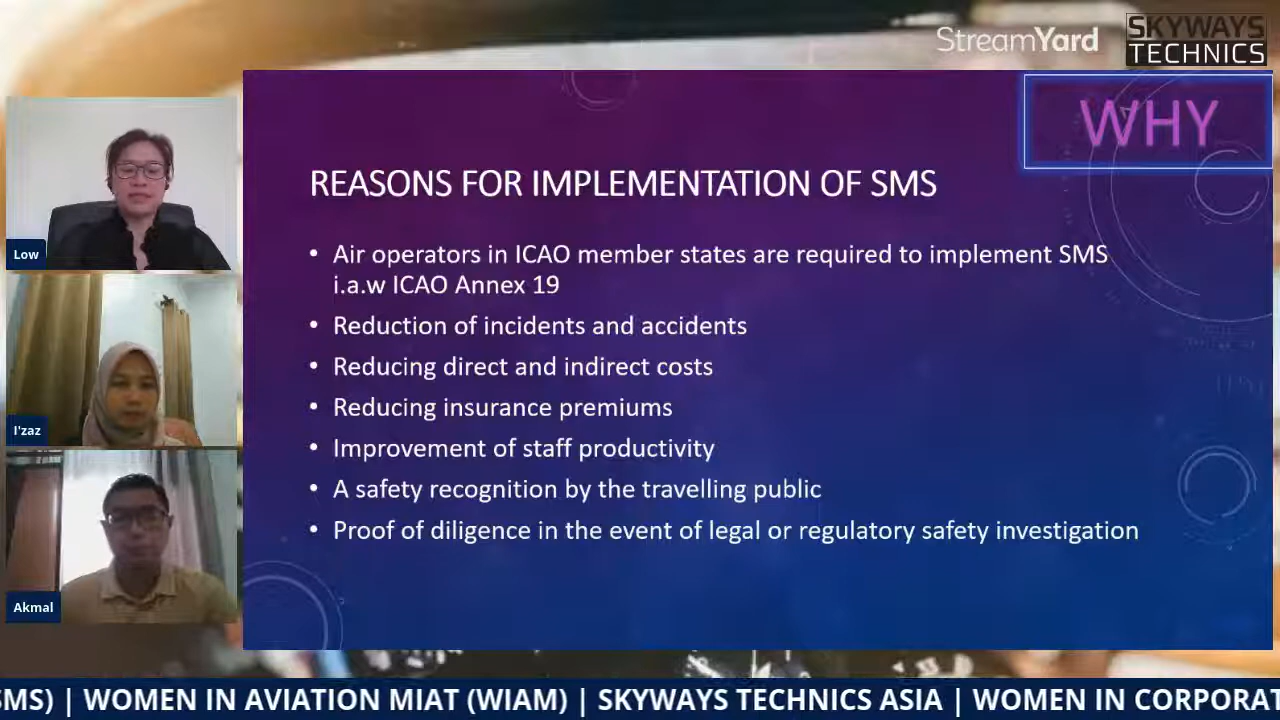 StreamYard
SKYWAYS
TECHNICS
WHY
REASONS FOR IMPLEMENTATION OF SMS
• Air operators in ICAO member states are required to implement SMS
i.a.w ICAO Annex 19
• Reduction of incidents and accidents
• Reducing direct and indirect costs
• Reducing insurance premiums
• Improvement of staff productivity
• A safety recognition by the travelling public
• Proof of diligence in the event of legal or regulatory safety investigation
Low
I'zaz
Akmal
SMS) | WOMEN IN AVIATION MIAT (WIAM) | SKYWAYS TECHNICS ASIA | WOMEN IN CORPORAT